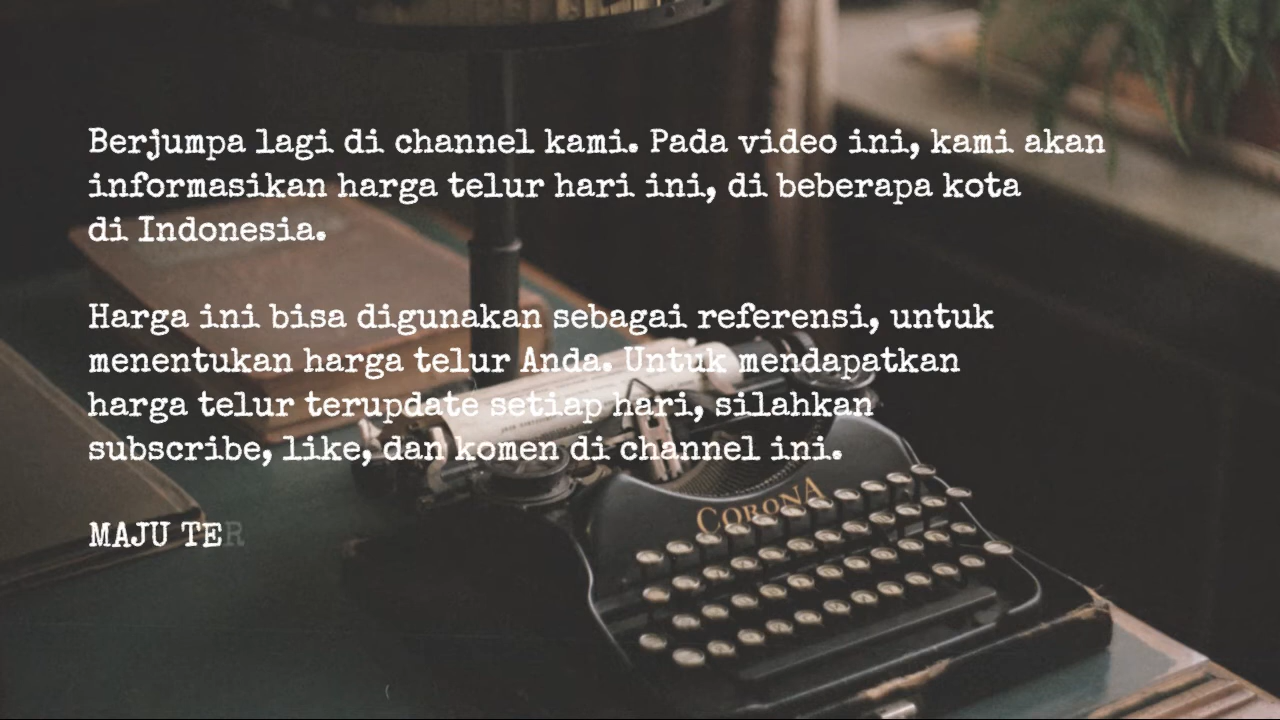 Berjumpa lagi di channel kami. Pada video ini, kami akan
informasikan harga telur hari ini, di beberapa kota
di Indonesia.
Harga ini bisa digunakan sebagai referensi, untuk
menentukan harga telur Anda. Untuk mendapatkan
harga telur terupdate setiap hari, silahkan
subscribe, like, dan komen di channel ini.
MAJU TER
CORONA